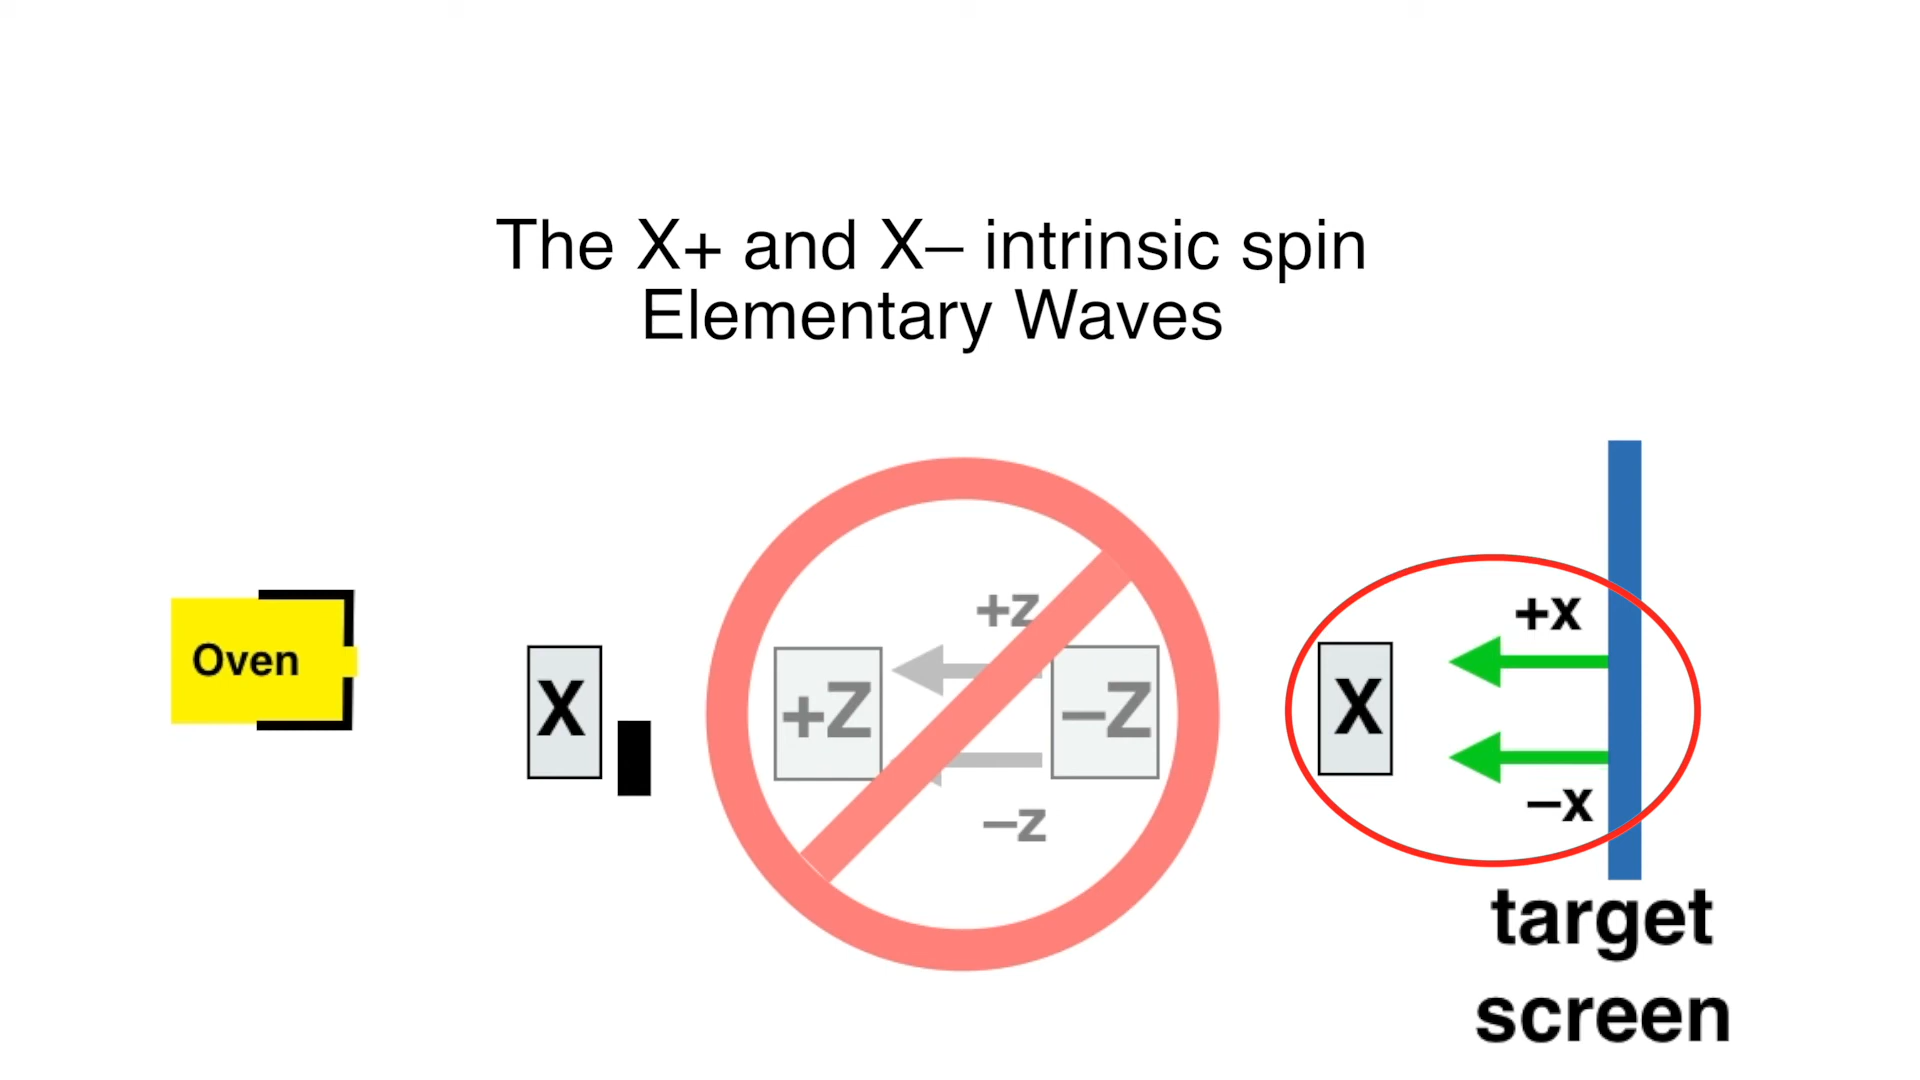 The X+ and X– intrinsic spin
Elementary Waves
Oven
X
+Z
+z
–z
–Z
X
+x
–x
target
screen